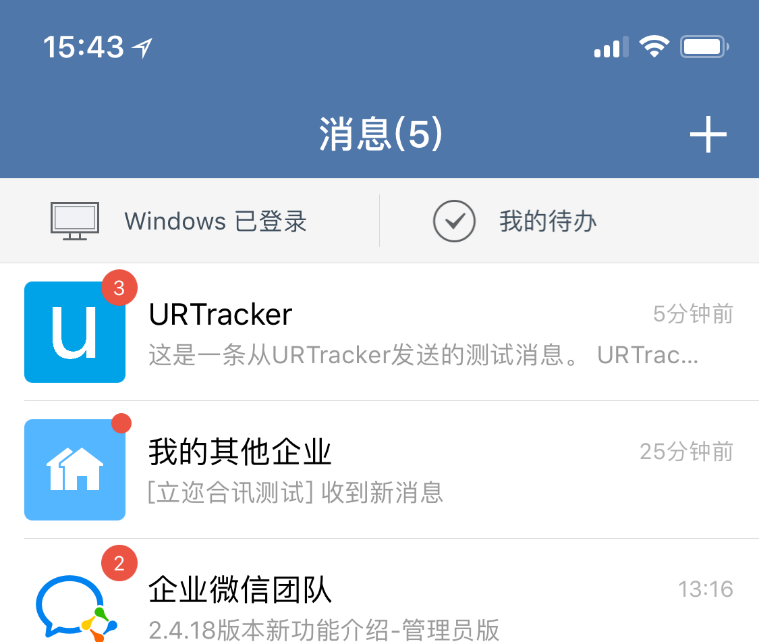 15:43
消息(5)
Windows 已登录
我的待办
3
u
URTracker
5分钟前
这是一条从URTracker发送的测试消息。 URTrac...
我的其他企业
25分钟前
[立迩合讯测试] 收到新消息
2
企业微信团队
13:16
2.4.18版本新功能介绍-管理员版